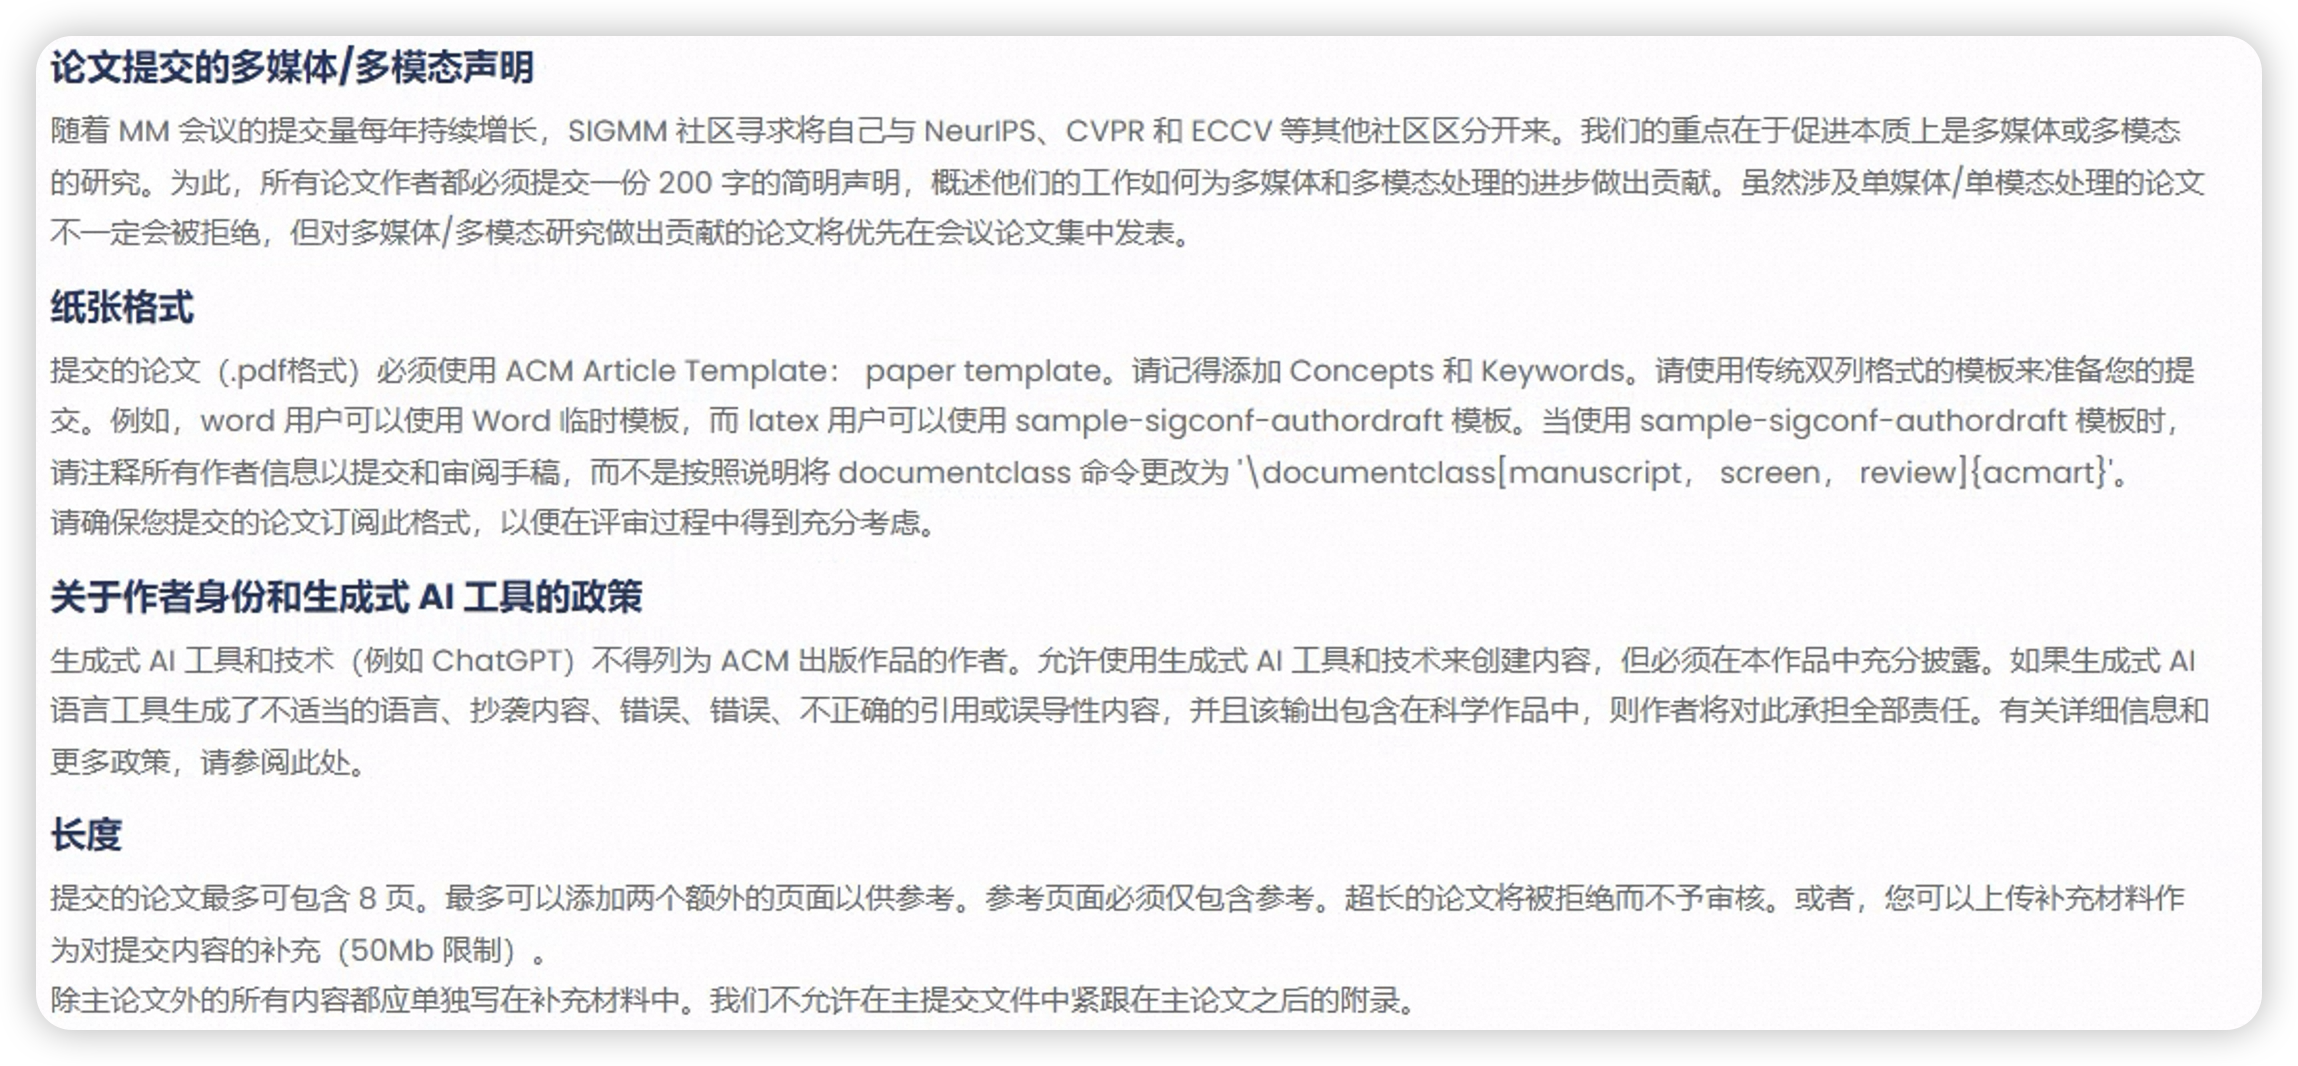 论文提交的多媒体/多模态声明
随着 MM 会议的提交量每年持续增长，SIGMM 社区寻求将自己与 NeurIPS、CVPR 和 ECCV 等其他社区区分开来。我们的重点在于促进本质上是多媒体或多模态
的研究。为此，所有论文作者都必须提交一份 200 字的简明声明，概述他们的工作如何为多媒体和多模态处理的进步做出贡献。虽然涉及单媒体/单模态处理的论文
不一定会被拒绝，但对多媒体/多模态研究做出贡献的论文将优先在会议论文集中发表。
纸张格式
提交的论文（.pdf格式）必须使用 ACM Article Template： paper template。请记得添加 Concepts 和 Keywords。请使用传统双列格式的模板来准备您的提
交。例如，word 用户可以使用 Word 临时模板，而 latex 用户可以使用 sample-sigconf-authordraft 模板。当使用 sample-sigconf-authordraft 模板时，
请注释所有作者信息以提交和审阅手稿，而不是按照说明将 documentclass 命令更改为 '\documentclass[manuscript， screen， review]{acmart}'。
请确保您提交的论文订阅此格式，以便在评审过程中得到充分考虑。
关于作者身份和生成式 AI 工具的政策
生成式 AI 工具和技术（例如 ChatGPT）不得列为 ACM 出版作品的作者。允许使用生成式 AI 工具和技术来创建内容，但必须在本作品中充分披露。如果生成式 AI
语言工具生成了不适当的语言、抄袭内容、错误、错误、不正确的引用或误导性内容，并且该输出包含在科学作品中，则作者将对此承担全部责任。有关详细信息和
更多政策，请参阅此处。
长度
提交的论文最多可包含 8 页。最多可以添加两个额外的页面以供参考。参考页面必须仅包含参考。超长的论文将被拒绝而不予审核。或者，您可以上传补充材料作
为对提交内容的补充（50Mb 限制）。
除主论文外的所有内容都应单独写在补充材料中。我们不允许在主提交文件中紧跟在主论文之后的附录。